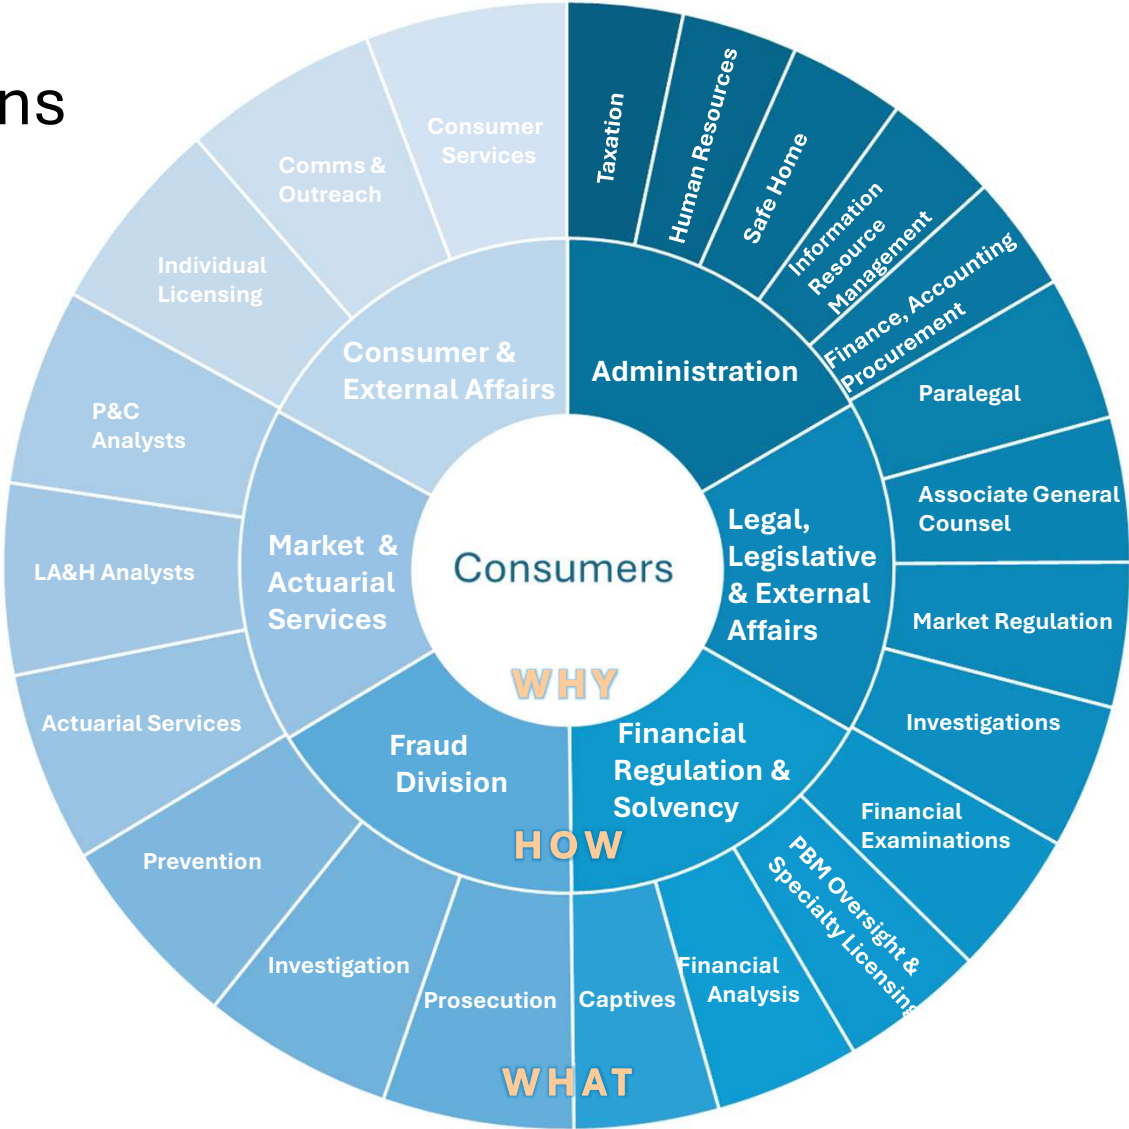 ns
Consumer
Services
Comms &
Outreach
Individual
Licensing
P&C
Analysts
LA&H Analysts
Actuarial Services
Prevention
Investigation
Prosecution
Captives
Financial
Analysis
PBM Oversight &
Specialty Licensing
Financial
Examinations
Investigations
Market Regulation
Associate General
Counsel
Paralegal
Finance, Accounting
Procurement
Information
Resource
Management
Safe Home
Human Resources
Taxation
Consumer &
External Affairs
Administration
Legal,
Legislative
& External
Affairs
Financial
Regulation &
Solvency
Fraud
Division
Market &
Actuarial
Services
Consumers
WHY
HOW
WHAT